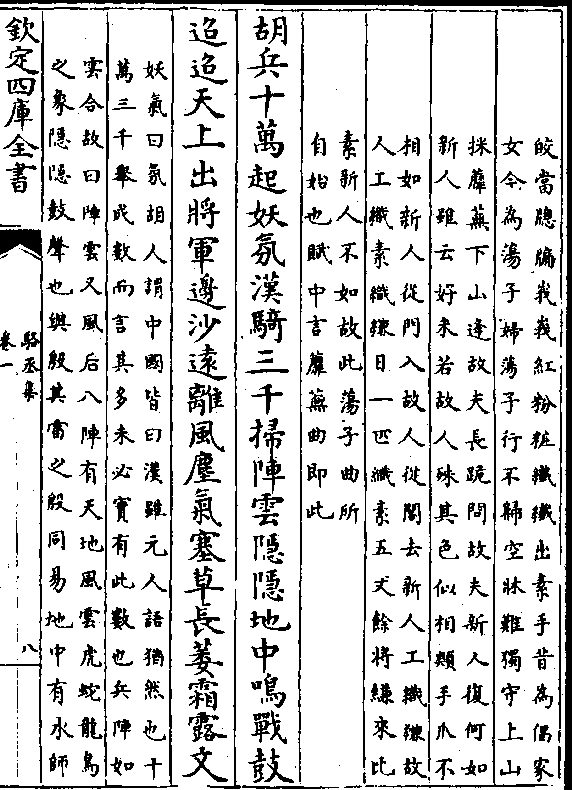 皎當牕牖峩峩紅粉粧纖纖出素手昔為倡家
女今為蕩子婦蕩子行不歸空牀難獨守上山
採蘼蕪下山逢故夫長跪問故夫新人復何如
新人雖云好未若故人姝其色似相類手爪不
相如新人從門入故人從閤去新人工織縑故
人工織素織縑日一匹織素五丈餘將縑來比
素新人不如故此蕩子曲所
自始也賦中言蘼蕪曲即此
胡兵十萬起妖氛漢騎三千掃陣雲隱隱地中鳴戰鼓
迢迢天上出將軍邊沙遠離風塵氣塞草長萎霜露文
妖氣曰氛胡人謂中國皆曰漢雖元人語猶然也十
萬三千舉成數而言其多未必實有此數也兵陣如
雲合故曰陣雲又風后八陣有天地風雲虎蛇龍鳥
之象隱隱鼓聲也與殷其雷之殷同易地中有水師
欽定四庫全書
駱丞集
卷一
八